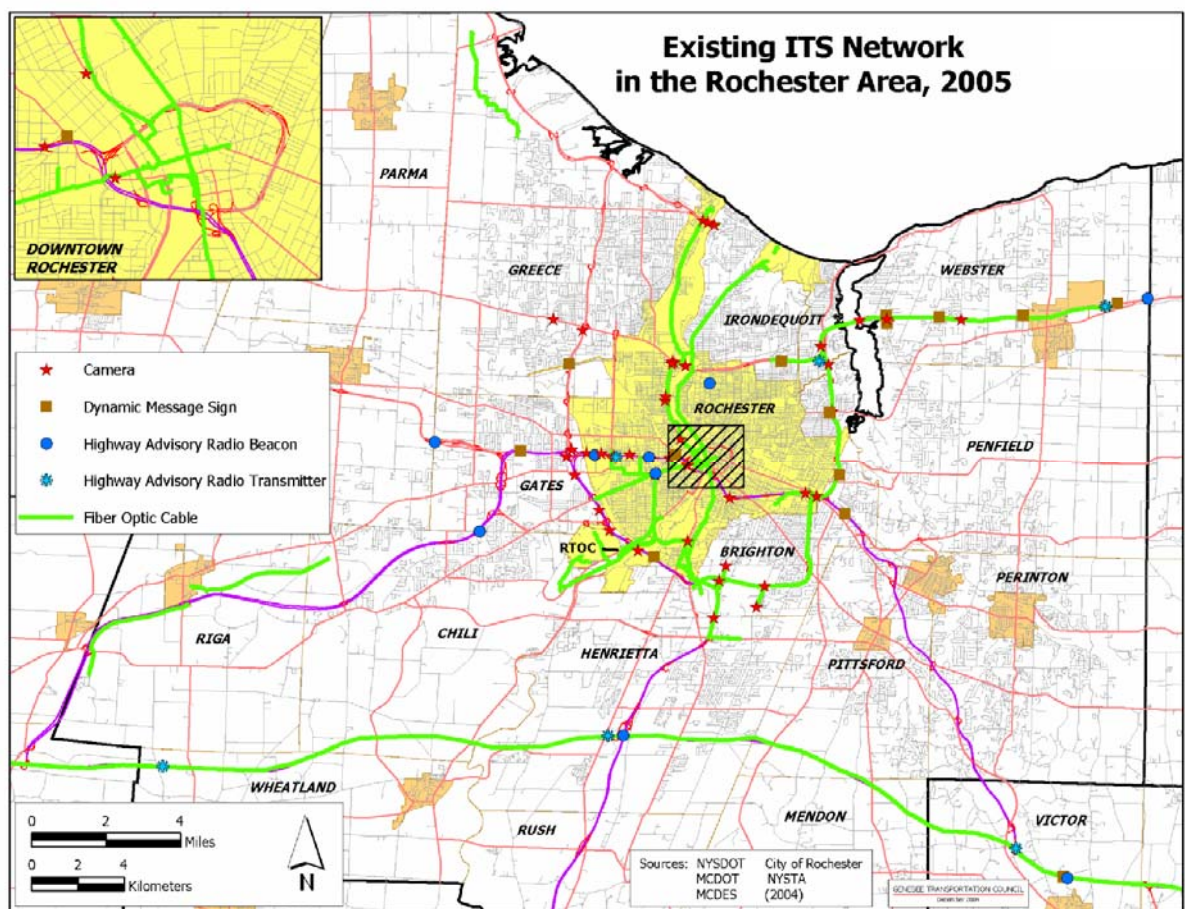 Existing ITS Network
in the Rochester Area, 2005
DOWNTOWN
ROCHESTER
PARMA
GREECE
WEBSTER
IRONDEQUOIT
Camera
Dynamic Message Sign
Highway Advisory Radio Beacon
Highway Advisory Radio Transmitter
Fiber Optic Cable
ROCHESTER
PENFIELD
GATES
RTOC
BRIGHTON
PERINTON
RIGA
CHILI
HENRIETTA
PITTSFORD
WHEATLAND
RUSH
MENDON
VICTOR
0 2 4
Miles
0 2 4
Kilometers
N
Sources: NYSDOT City of Rochester
MCDOT NYSTA
MCDES (2004)
GENESEE TRANSPORTATION COUNCIL
December 2004